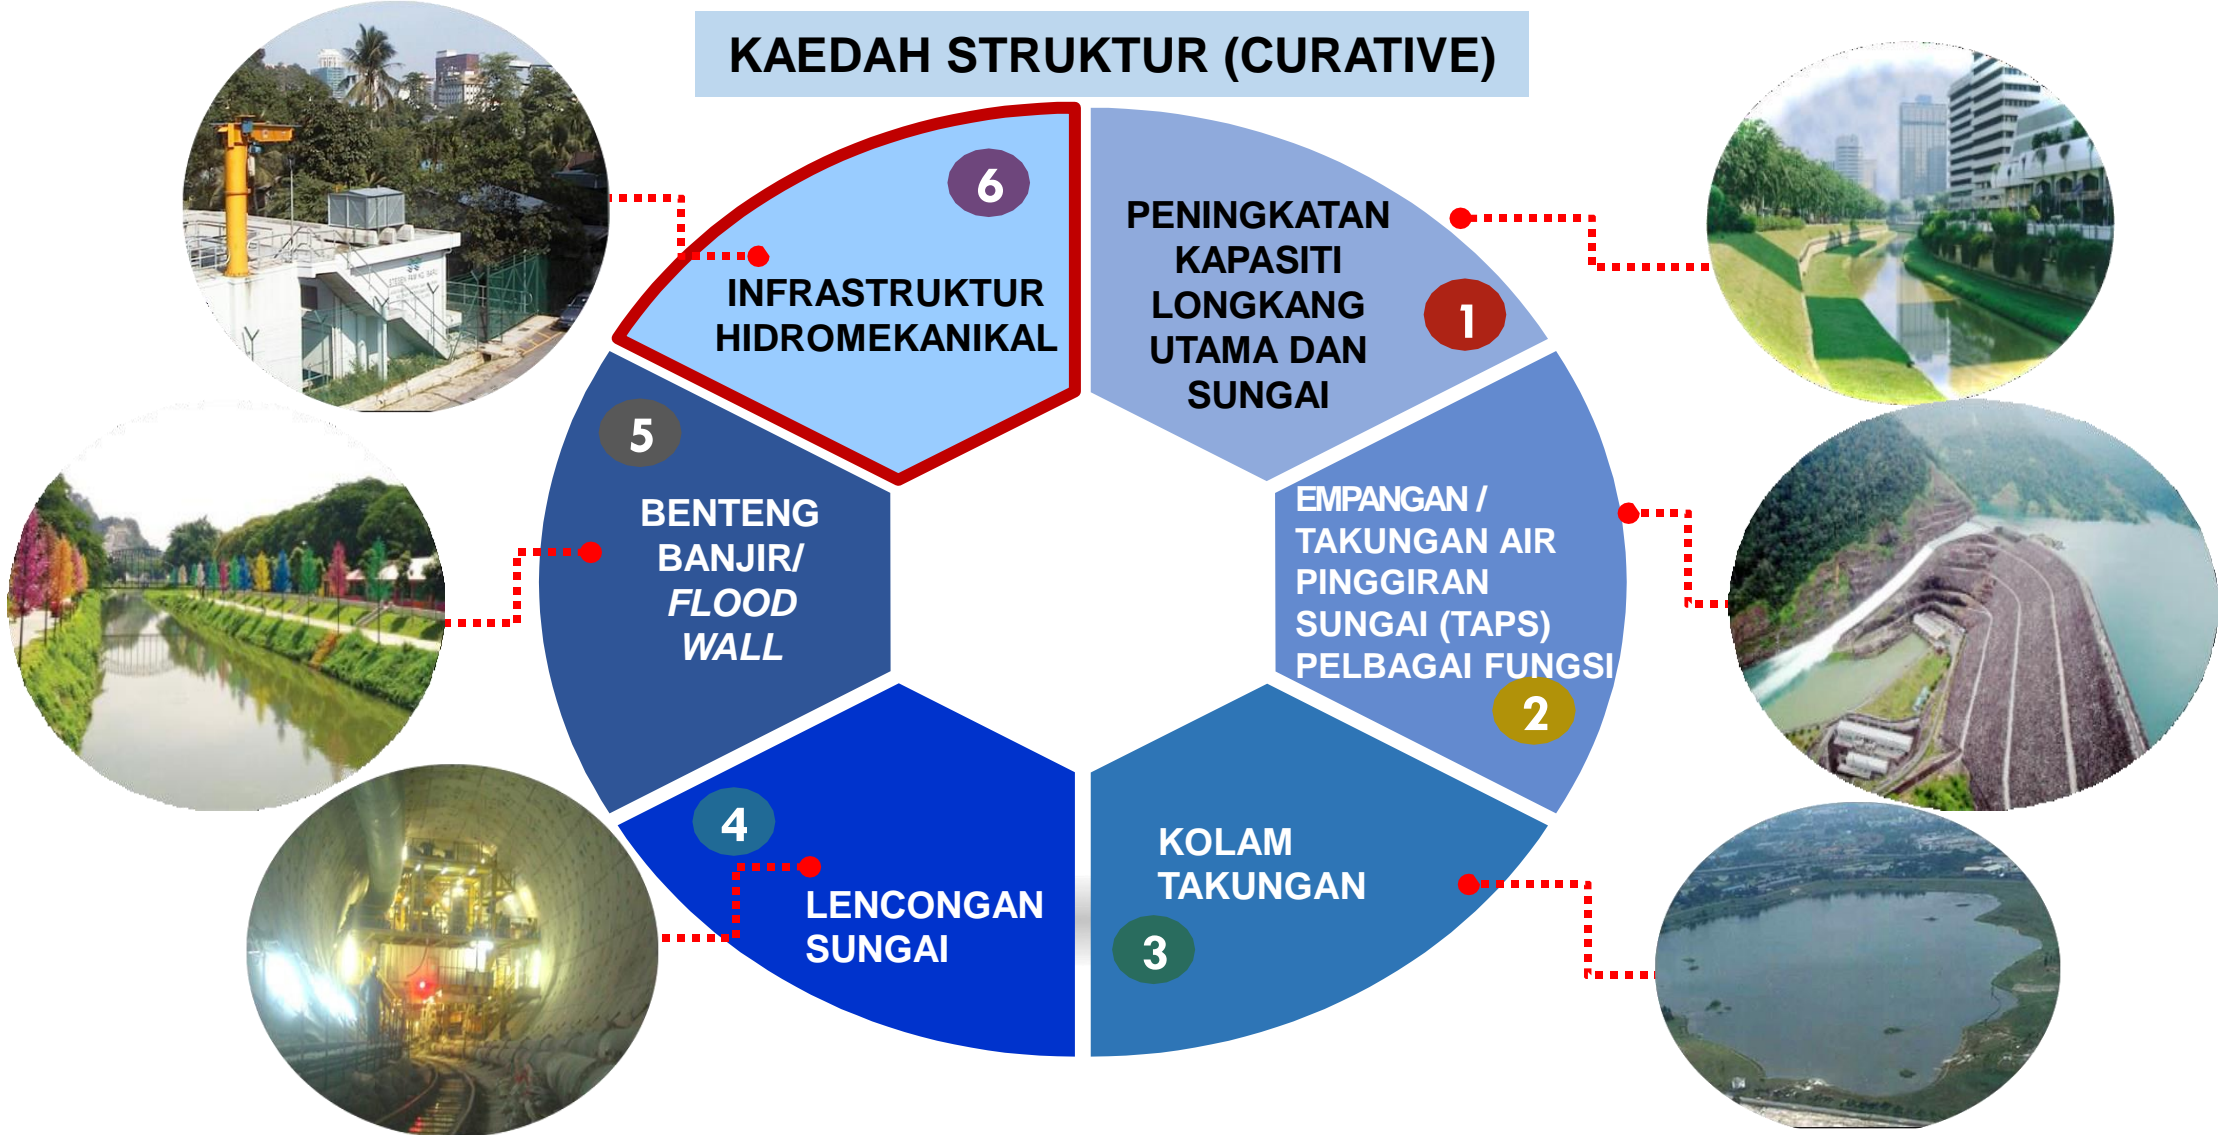 KAEDAH STRUKTUR (CURATIVE)
1
PENINGKATAN
KAPASITI
LONGKANG
UTAMA DAN
SUNGAI
EMPANGAN /
TAKUNGAN AIR
PINGGIRAN
SUNGAI (TAPS)
PELBAGAI FUNGSI
2
KOLAM
TAKUNGAN
3
4
LENCONGAN
SUNGAI
5
BENTENG
BANJIR/
FLOOD
WALL
6
INFRASTRUKTUR
HIDROMEKANIKAL